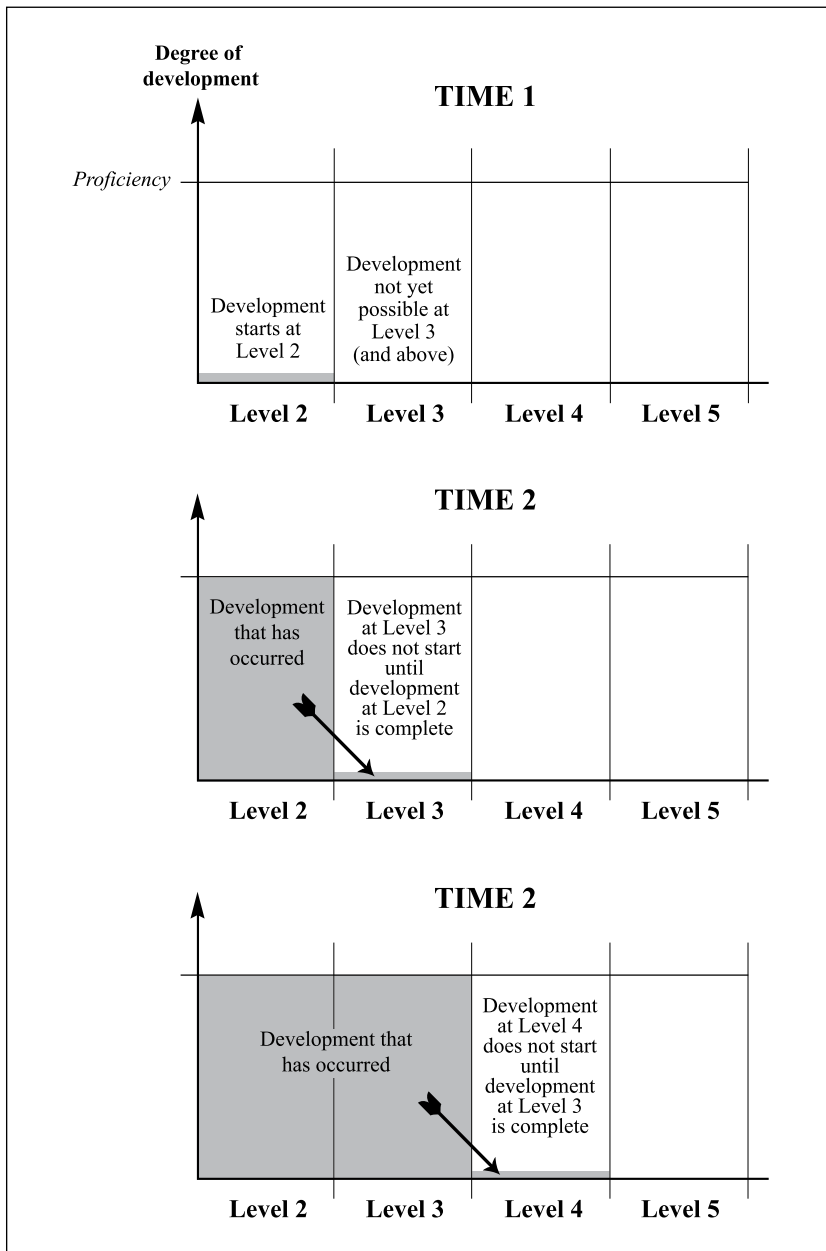 Degree of
development
TIME 1
Proficiency
Development
starts at
Level 2
Development
not yet
possible at
Level 3
(and above)
Level 2 Level 3 Level 4 Level 5
TIME 2
Development
that has
occurred
Development
at Level 3
does not start
until
development
at Level 2
is complete
Level 2 Level 3 Level 4 Level 5
TIME 2
Development that
has occurred
Development
at Level 4
does not start
until
development
at Level 3
is complete
Level 2 Level 3 Level 4 Level 5